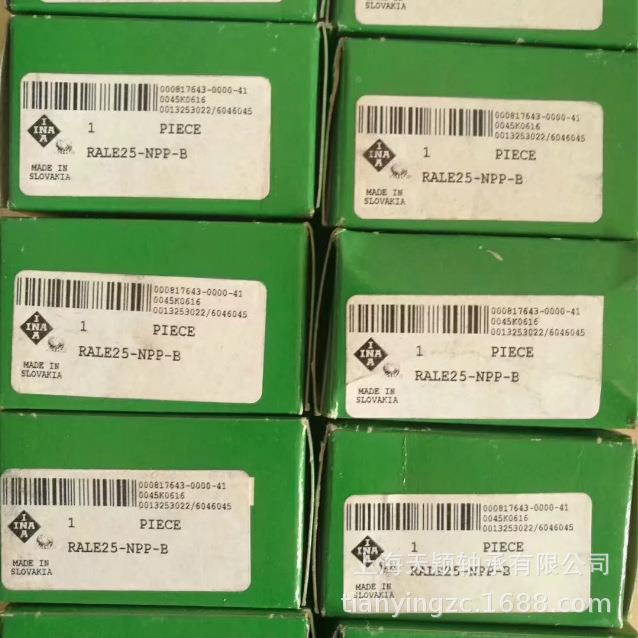 SLOVAKIA
000817643-0000-41
0045K0616
0013253022/6046045
INA
1 PIECE
RALE25-NPP-B
MADE IN
SLOVAKIA
000817643-0000-41
0045K0616
0013253022/6046045
INA
1 PIECE
RALE25-NPP-B
MADE IN
SLOVAKIA
000817643-0000-41
0045K0616
0013253022/6046045
INA
1 PIECE
RALE25-NPP-B
MADE IN
SLOVAKIA
000817643-0000-41
0045K0616
0013253022/6046045
INA
1 PIECE
RALE25-NPP-B
MADE IN
SLOVAKIA
000817643-0000-41
0045K0616
0013253022/6046045
INA
1 PIECE
RALE25-NPP-B
MADE IN
SLOVAKIA
000817643-0000-41
0045K0616
0013253022/6046045
INA
1 PIECE
RALE25-NPP-B
MADE IN
SLOVAKIA
上海天颖轴承有限公司
tianyingzc.1688.com